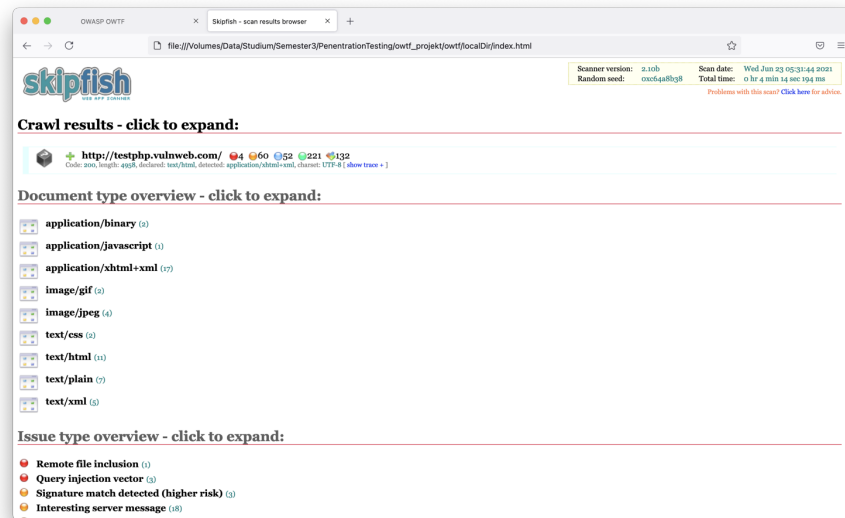 OWASP OWTF × Skipfish - scan results browser × +
file:///Volumes/Data/Studium/Semester3/PenentrationTesting/owtf_projekt/owtf/localDir/index.html
skipfish
WEB APP SCANNER
Scanner version: 2.10b Scan date: Wed Jun 23 05:31:44 2021
Random seed: 0xc64a8b38 Total time: 0 hr 4 min 14 sec 194 ms
Problems with this scan? Click here for advice.
Crawl results - click to expand:
http://testphp.vulnweb.com/ 4 60 52 221 132
Code: 200, length: 4958, declared: text/html, detected: application/xhtml+xml, charset: UTF-8 [ show trace + ]
Document type overview - click to expand:
application/binary (2)
application/javascript (1)
application/xhtml+xml (17)
image/gif (2)
image/jpeg (4)
text/css (2)
text/html (11)
text/plain (7)
text/xml (5)
Issue type overview - click to expand:
Remote file inclusion (1)
Query injection vector (3)
Signature match detected (higher risk) (3)
Interesting server message (18)